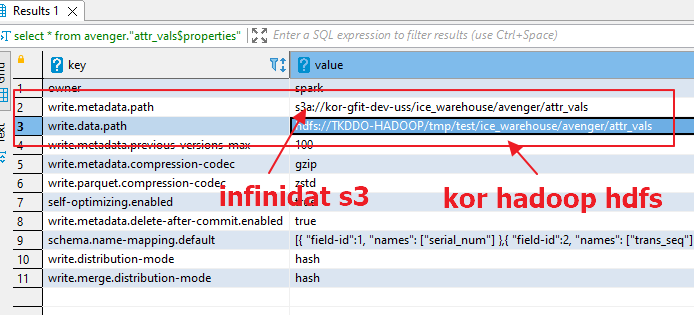 Results 1
select * from avenger."attr_vals$properties"
Enter a SQL expression to filter results (use Ctrl+Space)
key value
1 owner spark
2 write.metadata.path s3a://kor-gfit-dev-uss/ice_warehouse/avenger/attr_vals
3 write.data.path hdfs://TKDDO-HADOOP/tmp/test/ice_warehouse/avenger/attr_vals
4 write.metadata.previous-versions-max 100
5 write.metadata.compression-codec gzip
6 write.parquet.compression-codec zstd
infinidat s3
kor hadoop hdfs
7 self-optimizing.enabled true
8 write.metadata.delete-after-commit.enabled true
9 schema.name-mapping.default [{ "field-id":1, "names": ["serial_num"] },{ "field-id":2, "names": ["trans_seq"]
10 write.distribution-mode hash
11 write.merge.distribution-mode hash
Text